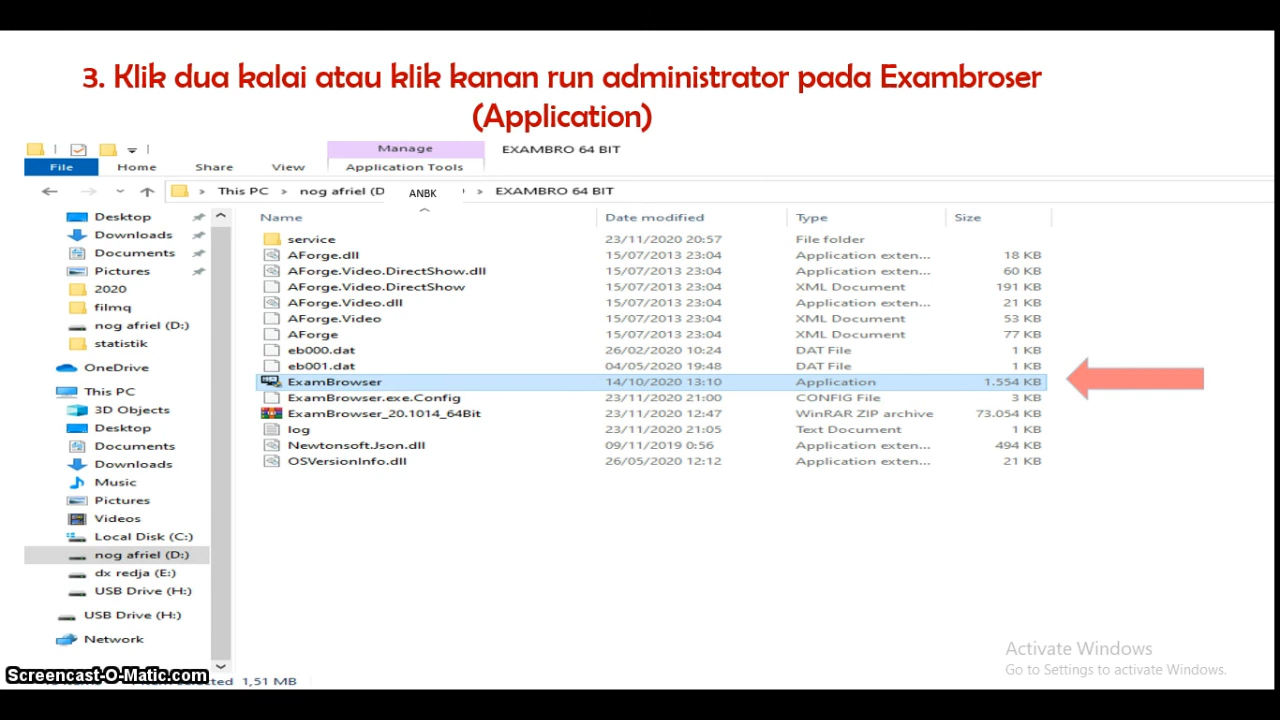 3. Klik dua kalai atau klik kanan run administrator pada Exambroser
(Application)
Manage
EXAMBRO 64 BIT
File
Home
Share
View
Application Tools
This PC
nog afriel (D
ANBK
EXAMBRO 64 BIT
Desktop
Downloads
Documents
Pictures
2020
filmq
nog afriel (D:)
statistik
OneDrive
This PC
3D Objects
Desktop
Documents
Downloads
Music
Pictures
Videos
Local Disk (C:)
nog afriel (D:)
dx redja (E:)
USB Drive (H:)
USB Drive (H:)
Network
Name Date modified Type Size
service 23/11/2020 20:57 File folder
AForge.dll 15/07/2013 23:04 Application exten... 18 KB
AForge.Video.DirectShow.dll 15/07/2013 23:04 Application exten... 60 KB
AForge.Video.DirectShow 15/07/2013 23:04 XML Document 191 KB
AForge.Video.dll 15/07/2013 23:04 Application exten... 21 KB
AForge.Video 15/07/2013 23:04 XML Document 53 KB
AForge 15/07/2013 23:04 XML Document 77 KB
eb000.dat 26/02/2020 10:24 DAT File 1 KB
eb001.dat 04/05/2020 19:48 DAT File 1 KB
ExamBrowser 14/10/2020 13:10 Application 1.554 KB
ExamBrowser.exe.Config 23/11/2020 21:00 CONFIG File 3 KB
ExamBrowser_20.1014_64Bit 23/11/2020 12:47 WinRAR ZIP archive 73.054 KB
log 23/11/2020 21:05 Text Document 1 KB
Newtonsoft.Json.dll 09/11/2019 0:56 Application exten... 494 KB
OSVersionInfo.dll 26/05/2020 12:12 Application exten... 21 KB
Activate Windows
Go to Settings to activate Windows.
Screencast-O-Matic.com
selected 1,51 MB